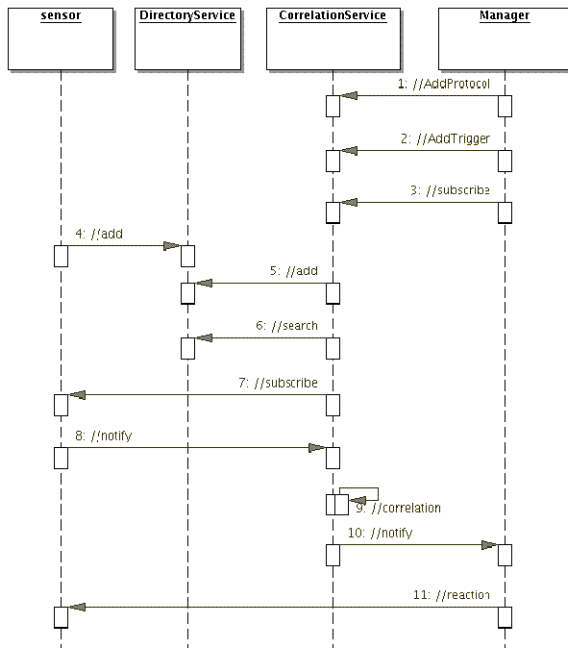 sensor
DirectoryService
CorrelationService
Manager
1: //AddProtocol
2: //AddTrigger
3: //subscribe
4: //add
5: //add
6: //search
7: //subscribe
8: //notify
9: //correlation
10: //notify
11: //reaction